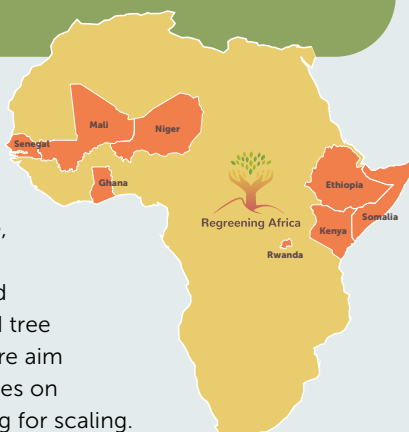 Mali
Niger
Senegal
Ghana
Ethiopia
Somalia
Regreening Africa
Kenya
Rwanda
tree
re aim
es on
g for scaling.